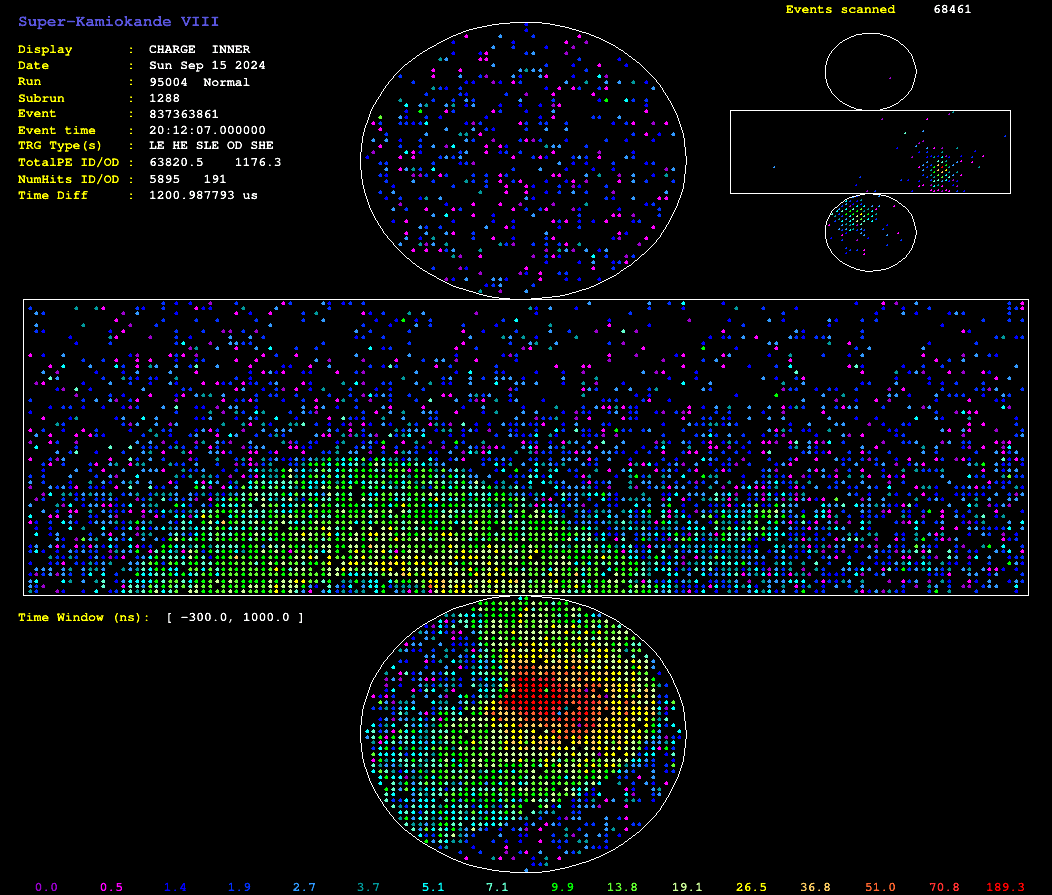 Super-Kamiokande VIII
Display : CHARGE INNER
Date : Sun Sep 15 2024
Run : 95004 Normal
Subrun : 1288
Event : 837363861
Event time : 20:12:07.000000
TRG Type(s) : LE HE SLE OD SHE
TotalPE ID/OD : 63820.5 1176.3
NumHits ID/OD : 5895 191
Time Diff : 1200.987793 us
Events scanned 68461
Time Window (ns): [ -300.0, 1000.0 ]
0.0 0.5 1.4 1.9 2.7 3.7 5.1 7.1 9.9 13.8 19.1 26.5 36.8 51.0 70.8 189.3